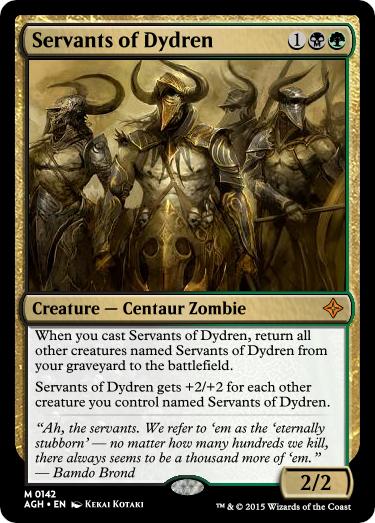 Servants of Dydren 1
Creature — Centaur Zombie
When you cast Servants of Dydren, return all
other creatures named Servants of Dydren from
your graveyard to the battlefield.
Servants of Dydren gets +2/+2 for each other
creature you control named Servants of Dydren.
“Ah, the servants. We refer to ‘em as the ‘eternally
stubborn’ — no matter how many hundreds we kill,
there always seems to be a thousand more of ‘em.”
— Bamdo Brond
2/2
M 0142
AGH • EN Kekai Kotaki
™ & © 2015 Wizards of the Coast